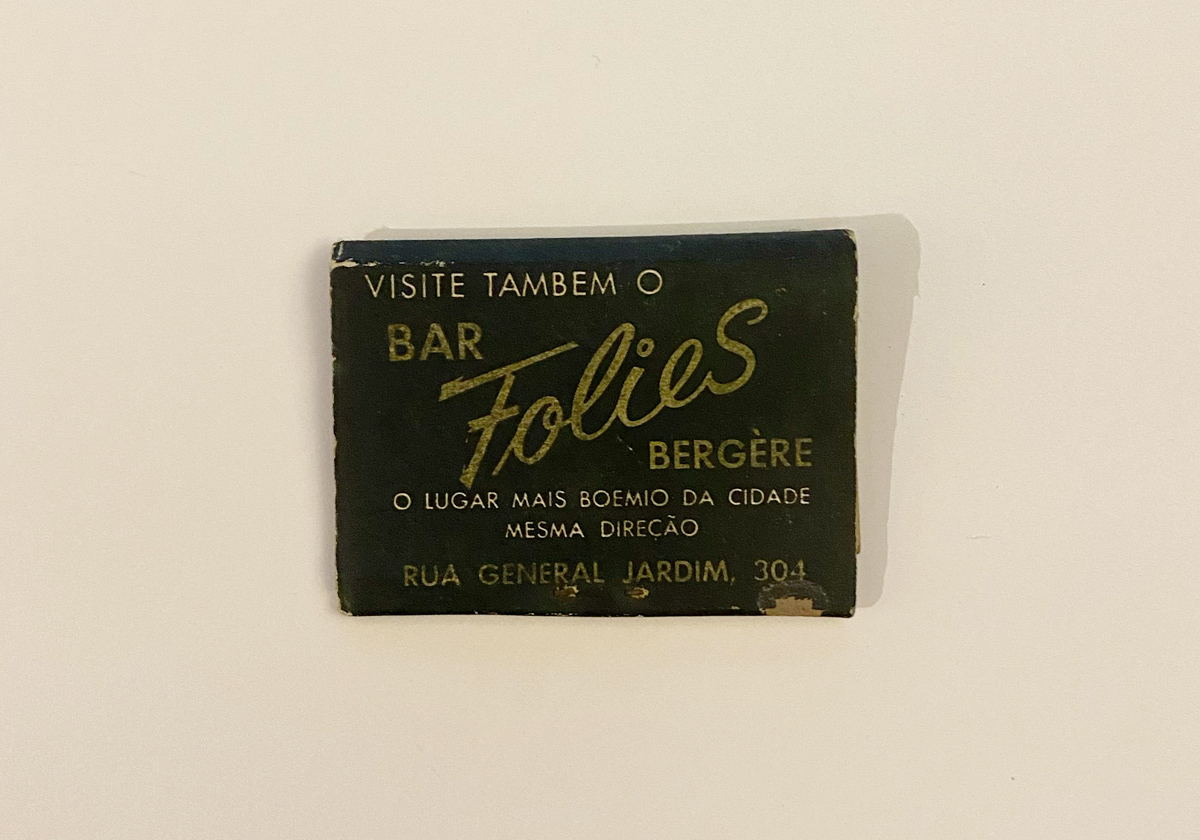 VISITE TAMBEM O
BAR
Folies
BERGÈRE
O LUGAR MAIS BOEMIO DA CIDADE
MESMA DIREÇÃO
RUA GENERAL JARDIM, 304